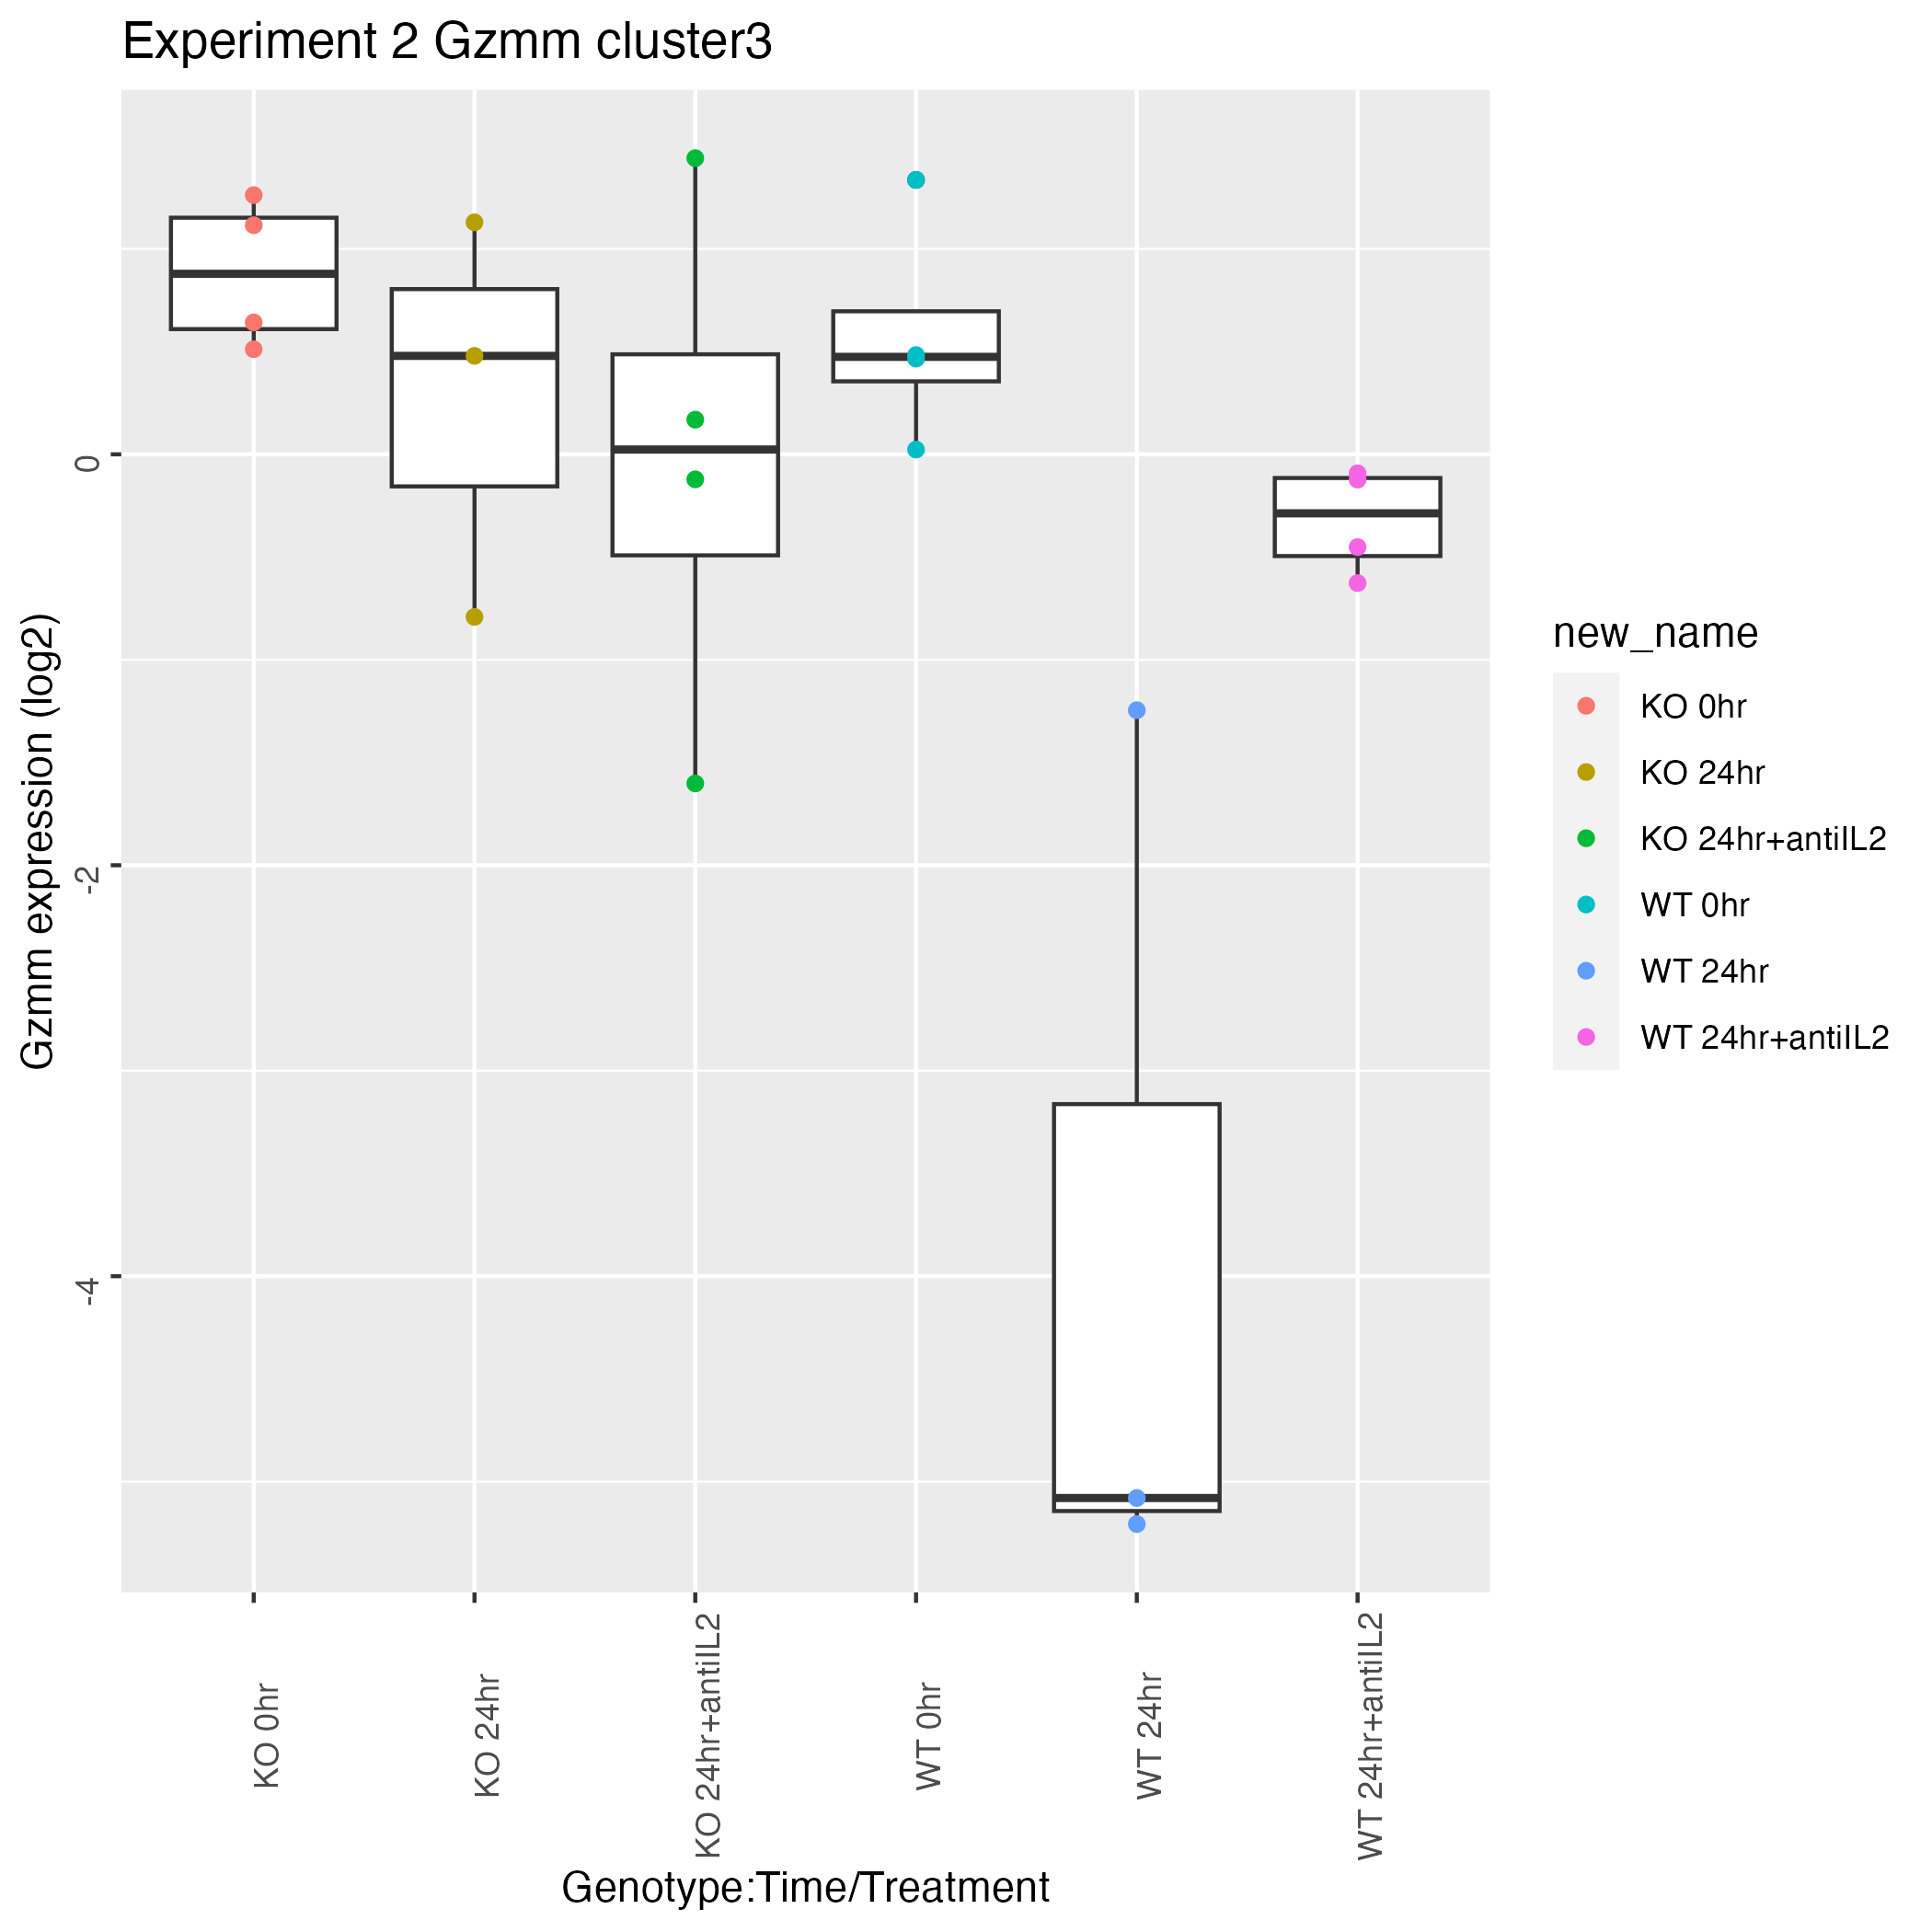 Experiment 2 Gzmm cluster3
Gzmm expression (log2)
0
-2
-4
KO 0hr
KO 24hr
KO 24hr+antiIL2
WT 0hr
WT 24hr
WT 24hr+antiIL2
Genotype:Time/Treatment
new_name
KO 0hr
KO 24hr
KO 24hr+antiIL2
WT 0hr
WT 24hr
WT 24hr+antiIL2